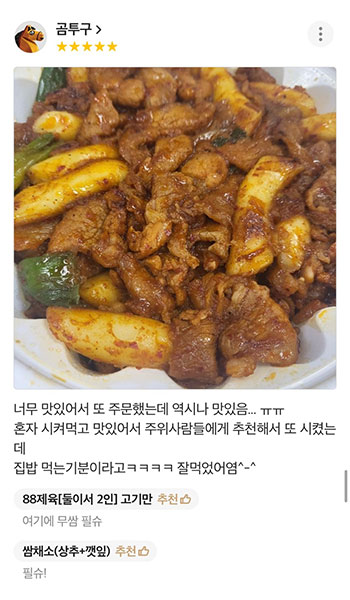 곰투구 >
너무 맛있어서 또 주문했는데 역시나 맛있음... ㅠㅠ
혼자 시켜먹고 맛있어서 주위사람들에게 추천해서 또 시켰는
데
집밥 먹는기분이라고ㅋㅋㅋㅋ 잘먹었어염^-^
88제육[둘이서 2인] 고기만 추천
여기에 무쌈 필슈
쌈채소(상추+깻잎) 추천
필슈!